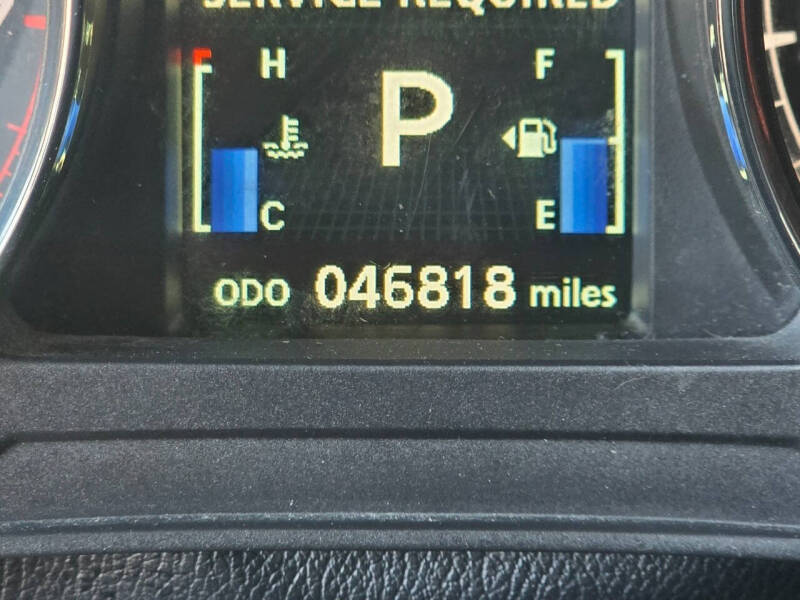 SERVICE REQUIRED
H F
P
C E
ODO 046818 miles